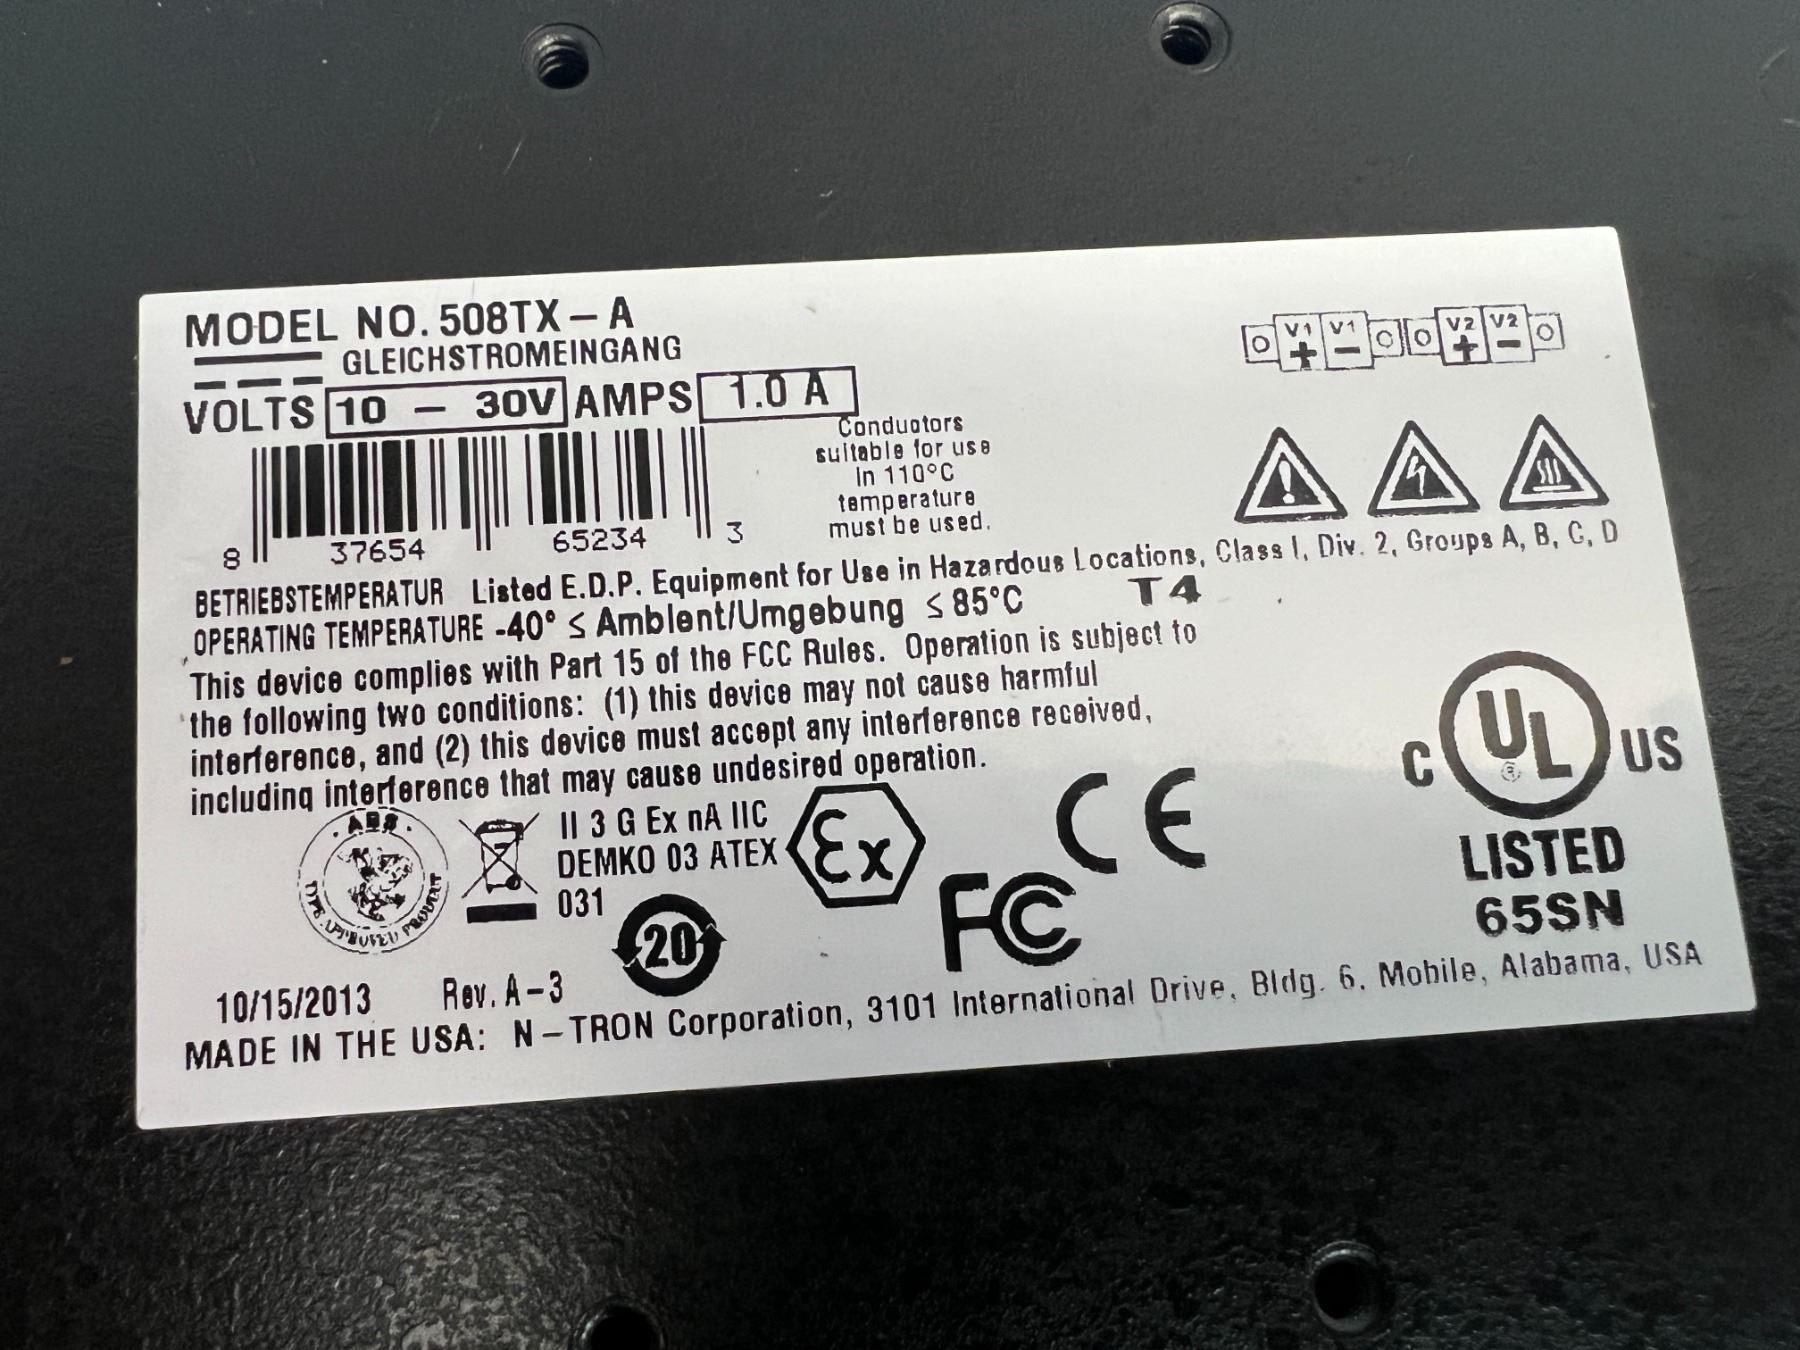 MODEL NO. 508TX-A
GLEICHSTROMEINGANG
VOLTS 10 - 30V AMPS 1.0 A
V1 V1 V2 V2
+ - + -
Conductors
suitable for use
in 110°C
temperature
must be used.
8 37654 65234 3
BETRIEBSTEMPERATUR Listed E.D.P. Equipment for Use in Hazardous Locations, Class I, Div. 2, Groups A, B, C, D
OPERATING TEMPERATURE -40° ≤ Ambient/Umgebung ≤ 85°C T4
This device complies with Part 15 of the FCC Rules. Operation is subject to
the following two conditions: (1) this device may not cause harmful
interference, and (2) this device must accept any interference received,
including interference that may cause undesired operation.
C UL ® US
LISTED
65SN
ABS
TYPE APPROVED PRODUCT
II 3 G Ex nA IIC
DEMKO 03 ATEX
031
Ex
CE
FC
20
10/15/2013 Rev. A-3
MADE IN THE USA: N-TRON Corporation, 3101 International Drive, Bldg. 6, Mobile, Alabama, USA